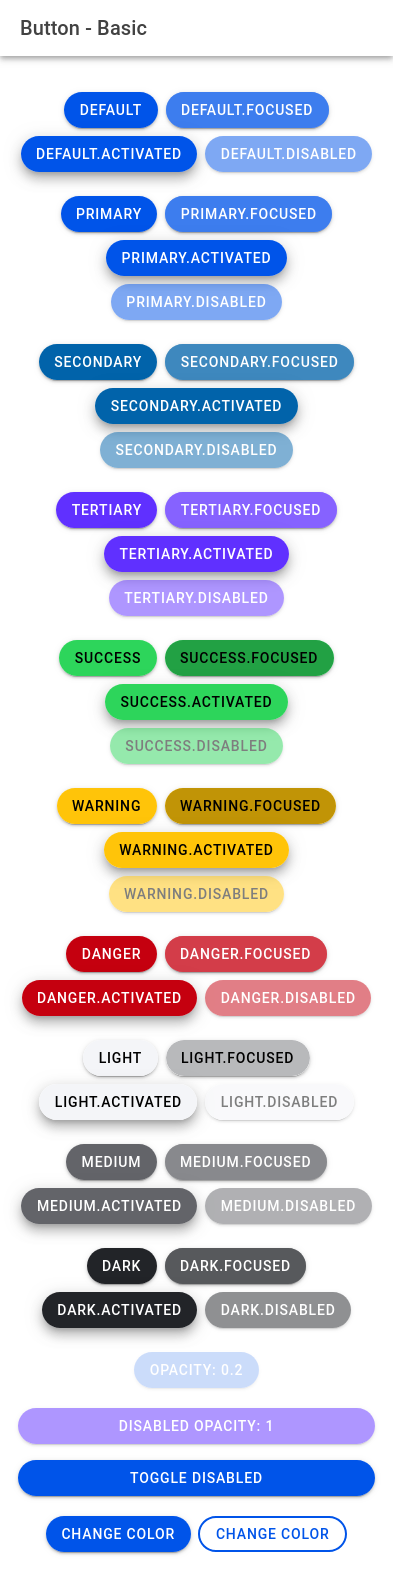 Button - Basic
DEFAULT DEFAULT.FOCUSED
DEFAULT.ACTIVATED DEFAULT.DISABLED
PRIMARY PRIMARY.FOCUSED
PRIMARY.ACTIVATED
PRIMARY.DISABLED
SECONDARY SECONDARY.FOCUSED
SECONDARY.ACTIVATED
SECONDARY.DISABLED
TERTIARY TERTIARY.FOCUSED
TERTIARY.ACTIVATED
TERTIARY.DISABLED
SUCCESS SUCCESS.FOCUSED
SUCCESS.ACTIVATED
SUCCESS.DISABLED
WARNING WARNING.FOCUSED
WARNING.ACTIVATED
WARNING.DISABLED
DANGER DANGER.FOCUSED
DANGER.ACTIVATED DANGER.DISABLED
LIGHT LIGHT.FOCUSED
LIGHT.ACTIVATED LIGHT.DISABLED
MEDIUM MEDIUM.FOCUSED
MEDIUM.ACTIVATED MEDIUM.DISABLED
DARK DARK.FOCUSED
DARK.ACTIVATED DARK.DISABLED
OPACITY: 0.2
DISABLED OPACITY: 1
TOGGLE DISABLED
CHANGE COLOR CHANGE COLOR